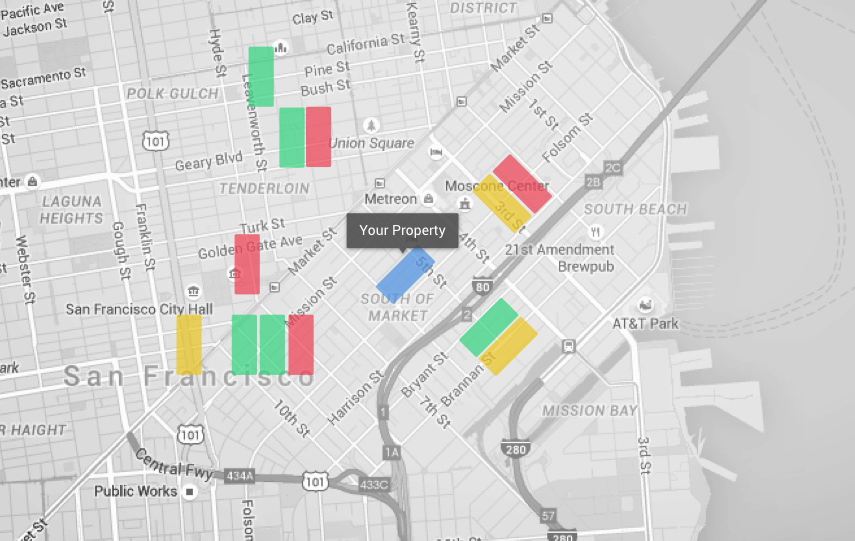 Pacific Ave
Jackson St
Clay St
DISTRICT
Hyde St
California St
Kearny St
Market St
Sacramento St
Pine St
Bush St
POLK GULCH
Leavenworth St
Mission St
1st St
Folsom St
101
Union Square
Geary Blvd
TENDERLOIN
2C
2B
LAGUNA
HEIGHTS
Metreon
Moscone Center
3rd St
SOUTH BEACH
Gough St
Franklin St
Webster St
Turk St
Golden Gate Ave
Market St
Your Property
4th St
5th St
21st Amendment
Brewpub
80
San Francisco City Hall
Mission St
SOUTH OF
MARKET
2
AT&T Park
ark
San Francisco
Harrison St
Bryant St
Brannan St
7th St
10th St
MISSION BAY
R HAIGHT
101
1
1A
280
3rd St
Central Fwy
434A
101
433C
Public Works
Folsom
57
280